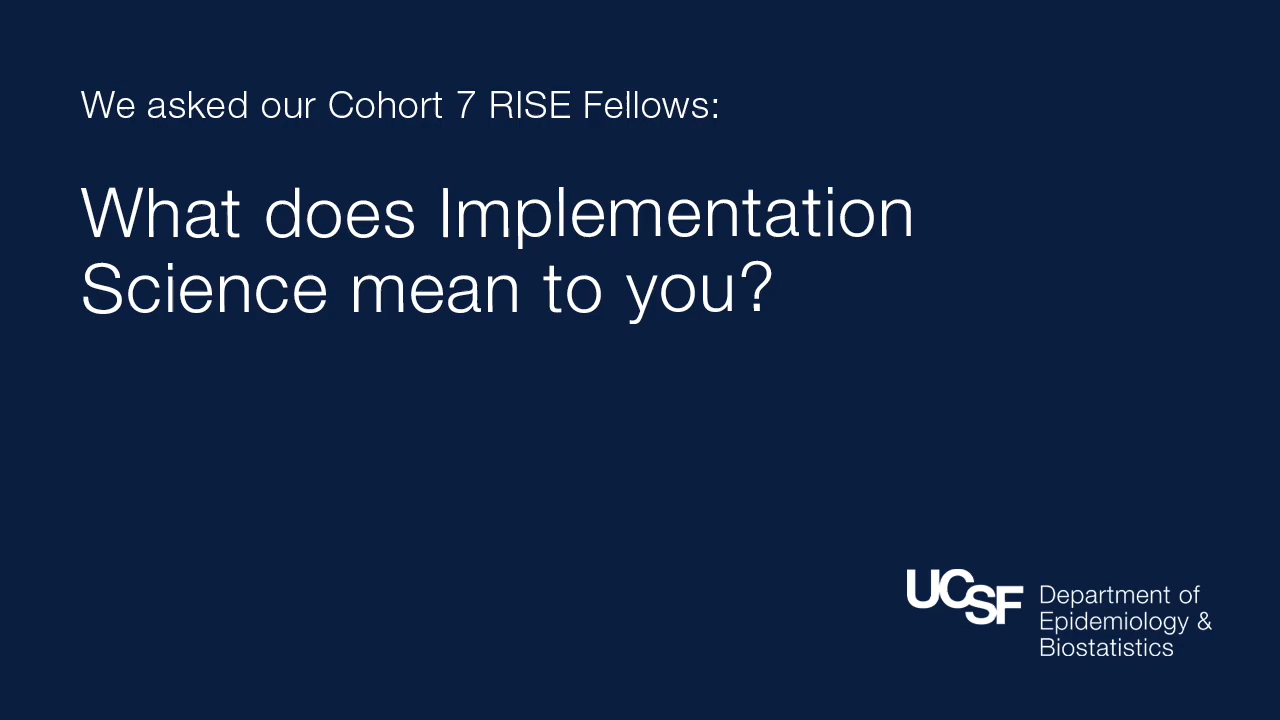 We asked our Cohort 7 RISE Fellows:
What does Implementation
Science mean to you?
UCSF
Department of
Epidemiology &
Biostatistics